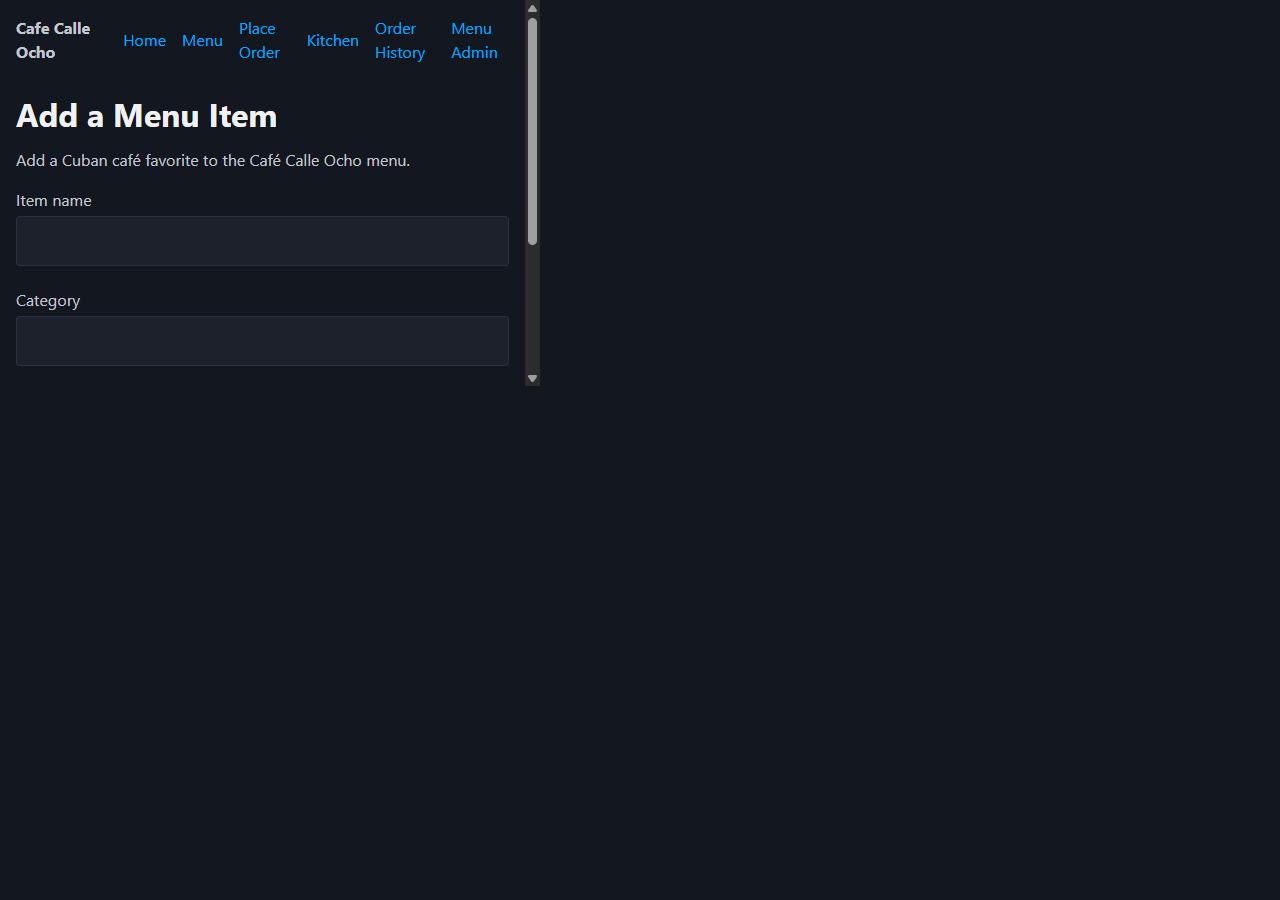 Cafe Calle Ocho
Home
Menu
Place Order
Kitchen
Order History
Menu Admin
Add a Menu Item
Add a Cuban café favorite to the Café Calle Ocho menu.
Item name
Category